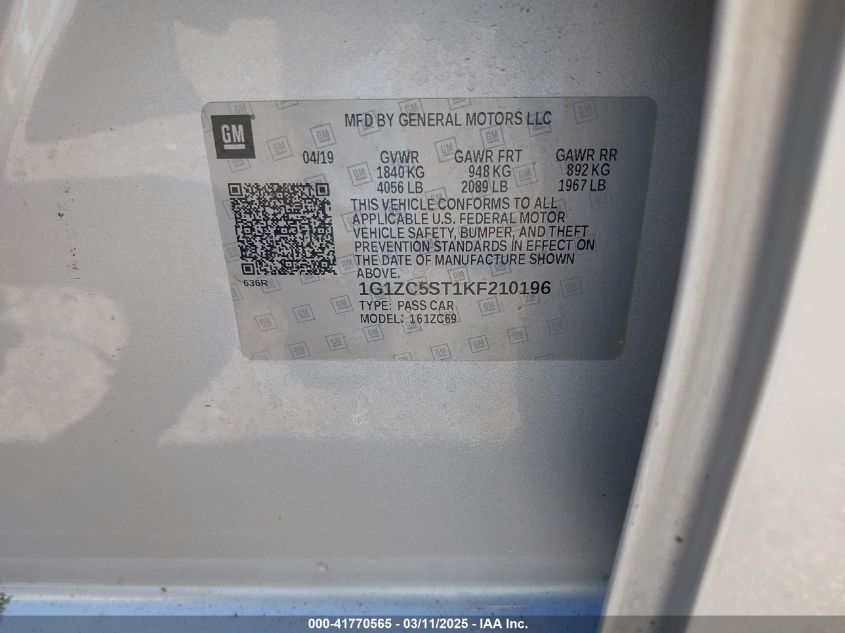 GM
MFD BY GENERAL MOTORS LLC
04/19 GVWR GAWR FRT GAWR RR
1840 KG 948 KG 892 KG
4056 LB 2089 LB 1967 LB
THIS VEHICLE CONFORMS TO ALL
APPLICABLE U.S. FEDERAL MOTOR
VEHICLE SAFETY, BUMPER, AND THEFT
PREVENTION STANDARDS IN EFFECT ON
THE DATE OF MANUFACTURE SHOWN
ABOVE.
636R
1G1ZC5ST1KF210196
TYPE: PASS CAR
MODEL: 161ZC69
000-41770565 - 03/11/2025 - IAA Inc.